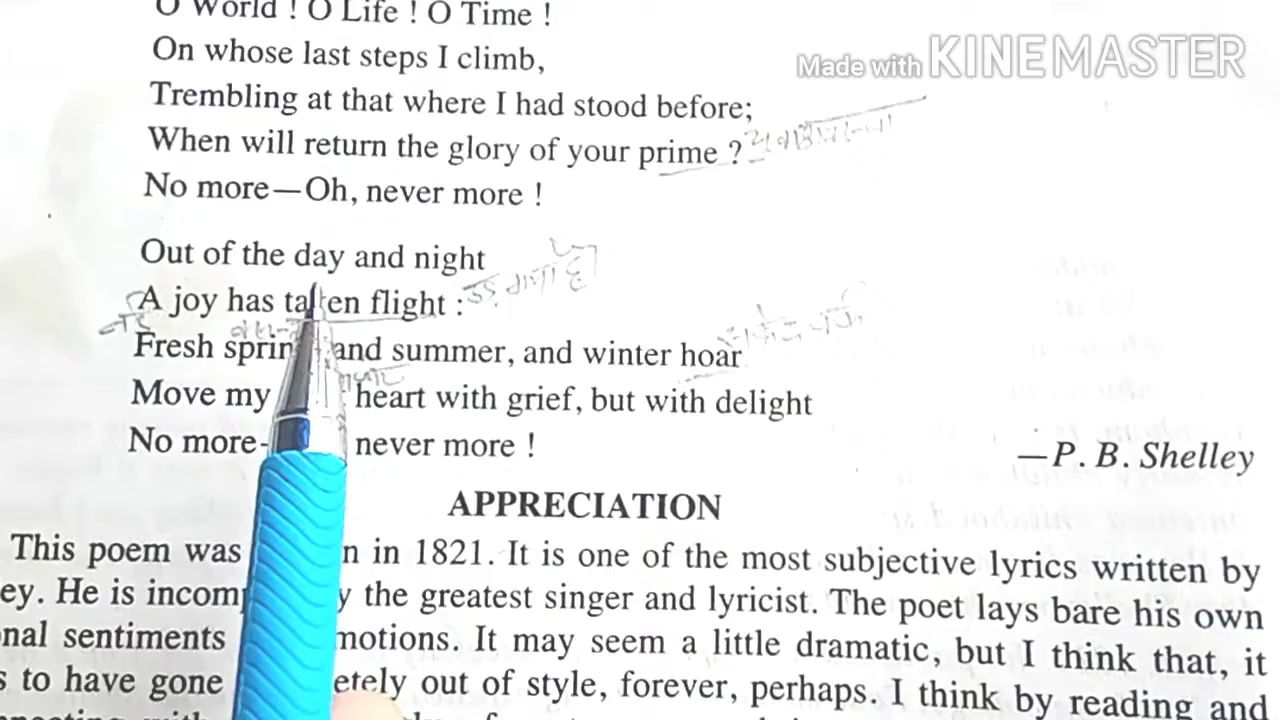 O World ! O Life ! O Time !
Made with KINEMASTER
On whose last steps I climb,
Trembling at that where I had stood before;
When will return the glory of your prime ?
No more—Oh, never more !
Out of the day and night
A joy has taken flight :
Fresh spring and summer, and winter hoar
Move my heart with grief, but with delight
No more- never more !
—P. B. Shelley
APPRECIATION
This poem was n in 1821. It is one of the most subjective lyrics written by
ey. He is incomp y the greatest singer and lyricist. The poet lays bare his own
nal sentiments motions. It may seem a little dramatic, but I think that, it
s to have gone etely out of style, forever, perhaps. I think by reading and